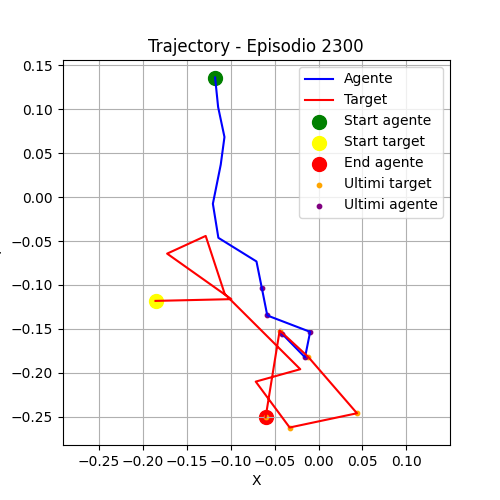 Trajectory - Episodio 2300
Agente
Target
Start agente
Start target
End agente
Ultimi target
Ultimi agente
0.15
0.10
0.05
0.00
−0.05
−0.10
−0.15
−0.20
−0.25
−0.25 −0.20 −0.15 −0.10 −0.05 0.00 0.05 0.10
X